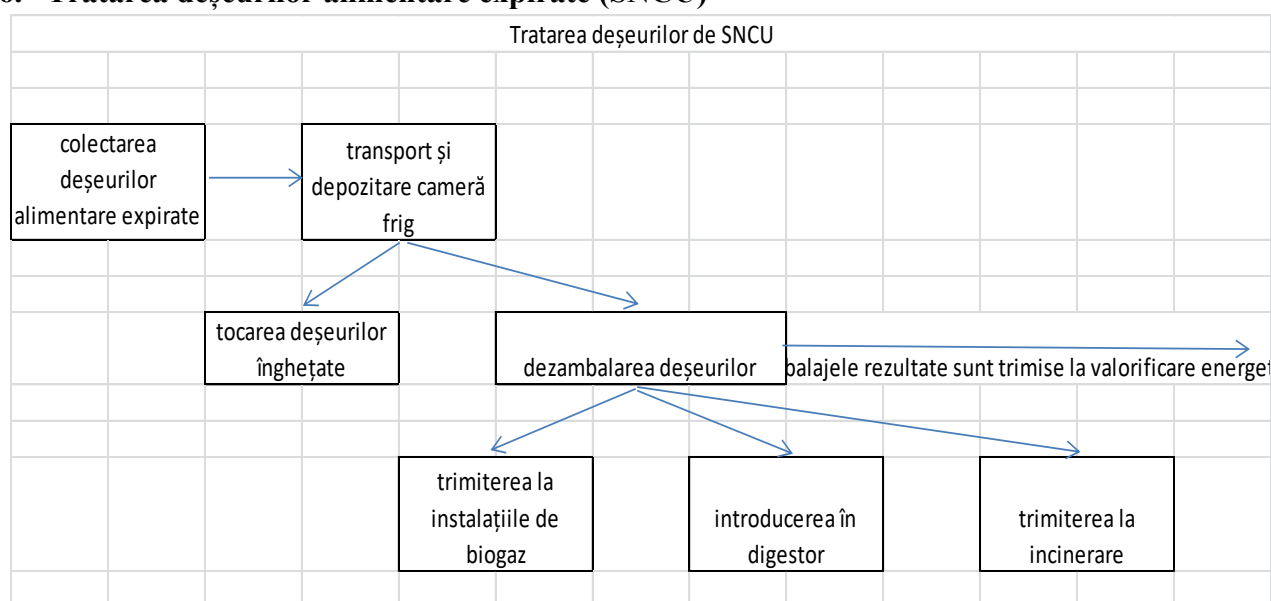 Tratarea deșeurilor alimentare expirate (SNCU)
Tratarea deșeurilor de SNCU
colectarea
deșeurilor
alimentare expirate
transport și
depozitare cameră
frig
tocarea deșeurilor
înghețate
dezambalarea deșeurilor
rezultate sunt trimise la valorificare
trimiterea la
instalațiile de
biogaz
introducerea în
digestor
trimiterea la
incinerare